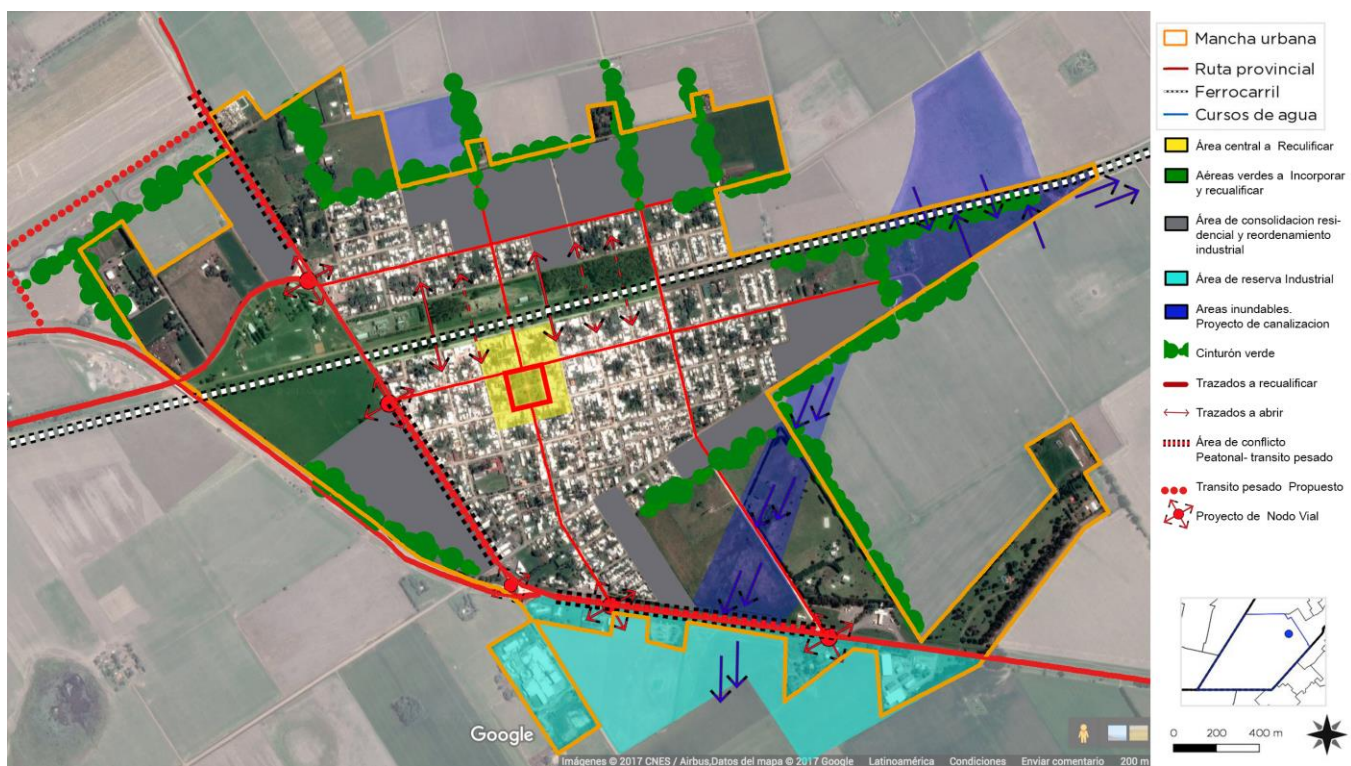 Mancha urbana
Ruta provincial
Ferrocarril
Cursos de agua
Área central a Reculificar
Aéreas verdes a Incorporar
y recualificar
Área de consolidacion resi-
dencial y reordenamiento
industrial
Área de reserva Industrial
Areas inundables.
Proyecto de canalizacion
Cinturón verde
Trazados a recualificar
Trazados a abrir
Área de conflicto
Peatonal- transito pesado
Transito pesado Propuesto
Proyecto de Nodo Vial
0 200 400 m
Google
Imágenes © 2017 CNES / Airbus,Datos del mapa © 2017 Google Latinoamérica Condiciones Enviar comentario 200 m